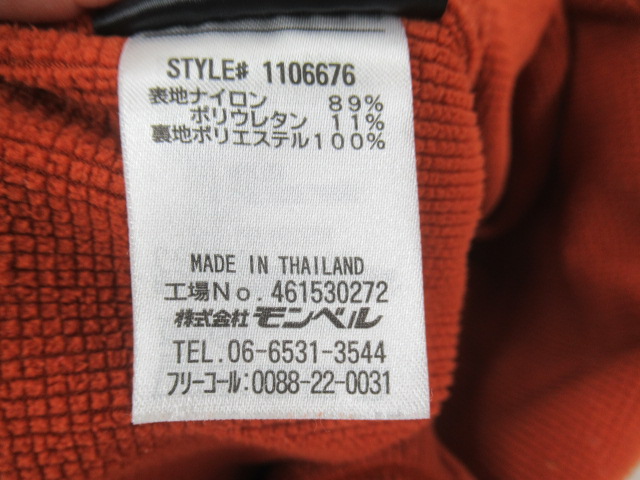 STYLE# 1106676
表地ナイロン 89%
ポリウレタン 11%
裏地ポリエステル100%
MADE IN THAILAND
工場No. 461530272
株式会社 モンベル
TEL. 06-6531-3544
フリーコール:0088-22-0031